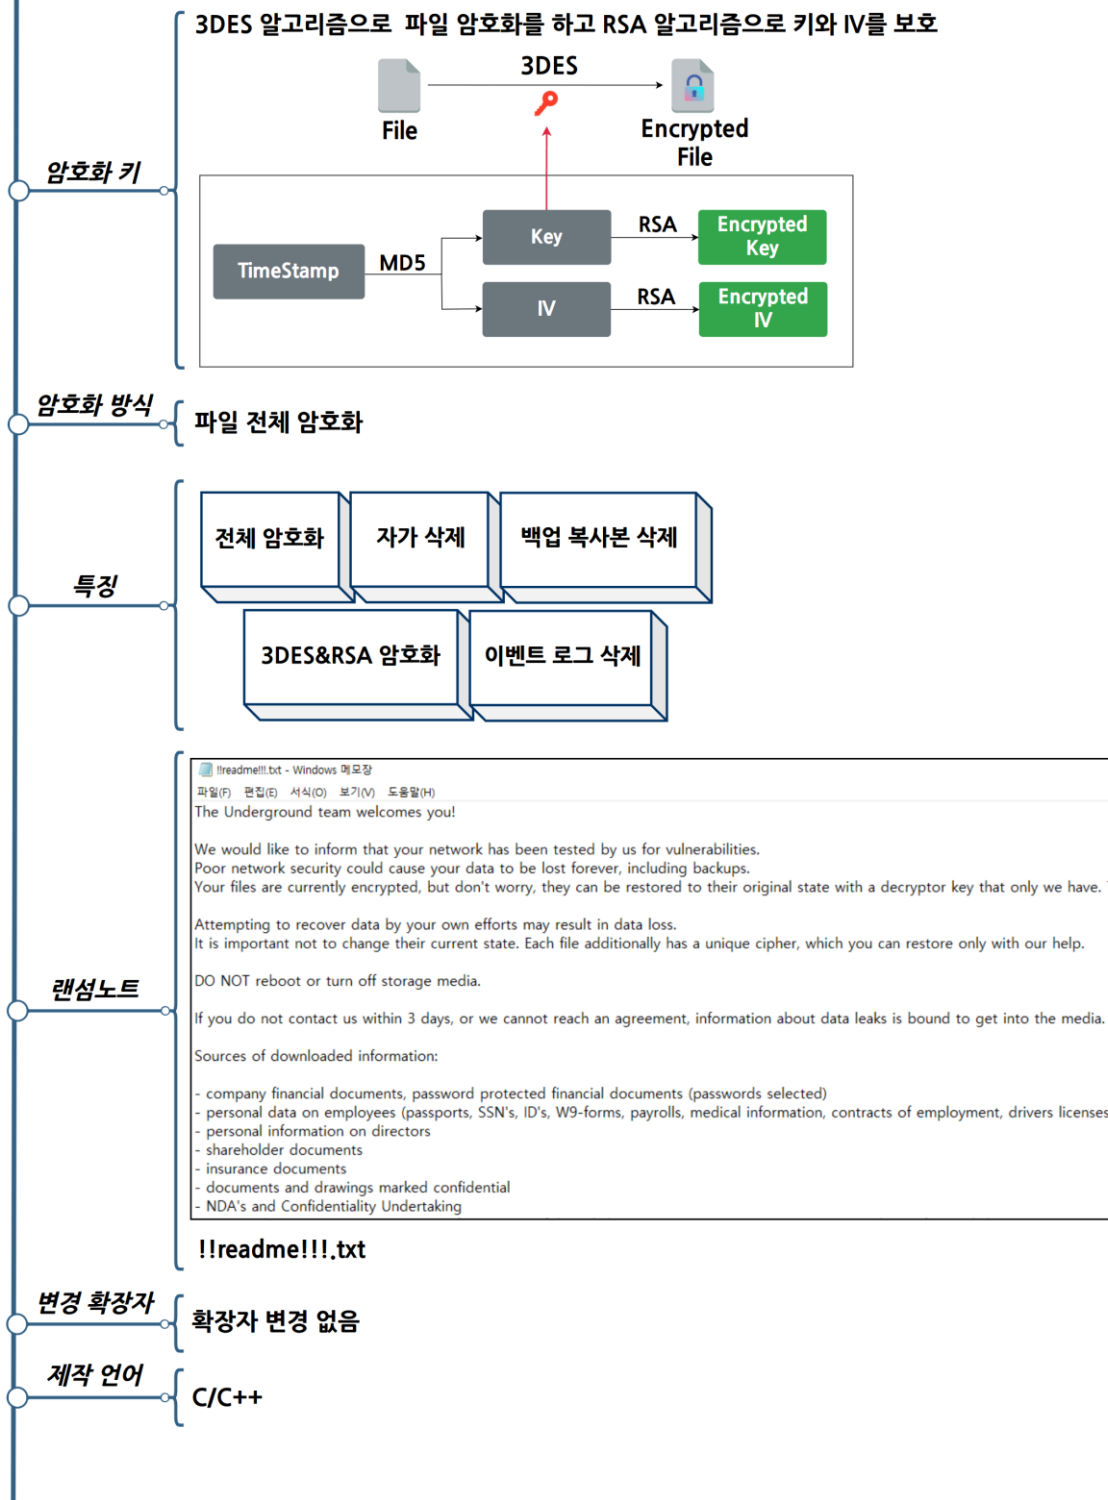 3DES 알고리즘으로 파일 암호화를 하고 RSA 알고리즘으로 키와 IV를 보호
3DES
File
Encrypted
File
암호화 키
TimeStamp
MD5
Key
RSA
Encrypted
Key
IV
RSA
Encrypted
IV
암호화 방식
파일 전체 암호화
특징
전체 암호화
자가 삭제
백업 복사본 삭제
3DES&RSA 암호화
이벤트 로그 삭제
랜섬노트
!!readme!!!.txt - Windows 메모장
파일(F) 편집(E) 서식(O) 보기(V) 도움말(H)
The Underground team welcomes you!
We would like to inform that your network has been tested by us for vulnerabilities.
Poor network security could cause your data to be lost forever, including backups.
Your files are currently encrypted, but don't worry, they can be restored to their original state with a decryptor key that only we have.
Attempting to recover data by your own efforts may result in data loss.
It is important not to change their current state. Each file additionally has a unique cipher, which you can restore only with our help.
DO NOT reboot or turn off storage media.
If you do not contact us within 3 days, or we cannot reach an agreement, information about data leaks is bound to get into the media.
Sources of downloaded information:
- company financial documents, password protected financial documents (passwords selected)
- personal data on employees (passports, SSN's, ID's, W9-forms, payrolls, medical information, contracts of employment, drivers licenses
- personal information on directors
- shareholder documents
- insurance documents
- documents and drawings marked confidential
- NDA's and Confidentiality Undertaking
!!readme!!!.txt
변경 확장자
확장자 변경 없음
제작 언어
C/C++